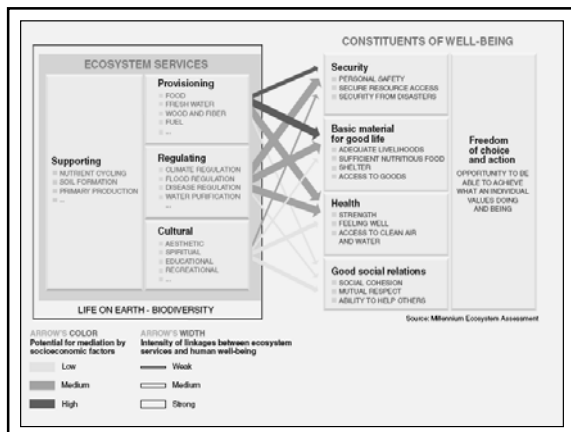 CONSTITUENTS OF WELL-BEING
ECOSYSTEM SERVICES
Supporting
NUTRIENT CYCLING
SOIL FORMATION
PRIMARY PRODUCTION
...
Provisioning
FOOD
FRESH WATER
WOOD AND FIBER
FUEL
...
Regulating
CLIMATE REGULATION
FLOOD REGULATION
DISEASE REGULATION
WATER PURIFICATION
...
Cultural
AESTHETIC
SPIRITUAL
EDUCATIONAL
RECREATIONAL
...
LIFE ON EARTH - BIODIVERSITY
Security
PERSONAL SAFETY
SECURE RESOURCE ACCESS
SECURITY FROM DISASTERS
Basic material
for good life
ADEQUATE LIVELIHOODS
SUFFICIENT NUTRITIOUS FOOD
SHELTER
ACCESS TO GOODS
Health
STRENGTH
FEELING WELL
ACCESS TO CLEAN AIR
AND WATER
Good social relations
SOCIAL COHESION
MUTUAL RESPECT
ABILITY TO HELP OTHERS
Freedom
of choice
and action
OPPORTUNITY TO BE
ABLE TO ACHIEVE
WHAT AN INDIVIDUAL
VALUES DOING
AND BEING
Source: Millennium Ecosystem Assessment
ARROW'S COLOR
Potential for mediation by
socioeconomic factors
Low
Medium
High
ARROW'S WIDTH
Intensity of linkages between ecosystem
services and human well-being
Weak
Medium
Strong